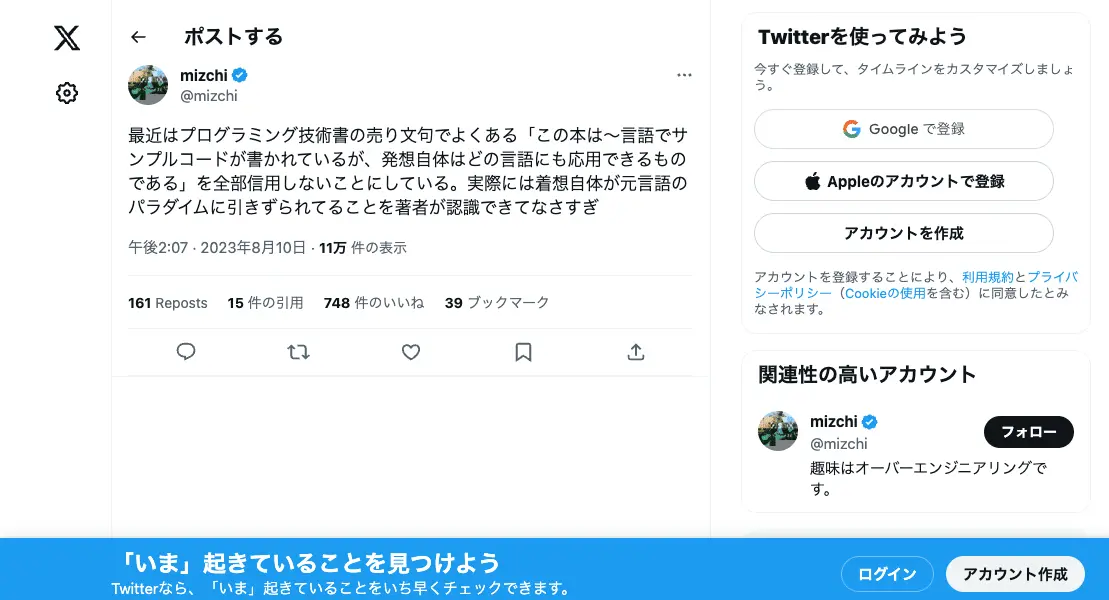 ポストする
mizchi
@mizchi
最近はプログラミング技術書の売り文句でよくある「この本は〜言語でサ
ンプルコードが書かれているが、発想自体はどの言語にも応用できるもの
である」を全部信用しないことにしている。実際には着想自体が元言語の
パラダイムに引きずられてることを著者が認識できてなさすぎ
午後2:07 · 2023年8月10日 · 11万 件の表示
161 Reposts 15 件の引用 748 件のいいね 39 ブックマーク
Twitterを使ってみよう
今すぐ登録して、タイムラインをカスタマイズしましょ
う。
Google で登録
Appleのアカウントで登録
アカウントを作成
アカウントを登録することにより、利用規約とプライバ
シーポリシー（Cookieの使用を含む）に同意したとみ
なされます。
関連性の高いアカウント
mizchi
@mizchi
フォロー
趣味はオーバーエンジニアリングで
す。
「いま」起きていることを見つけよう
Twitterなら、「いま」起きていることをいち早くチェックできます。
ログイン
アカウント作成